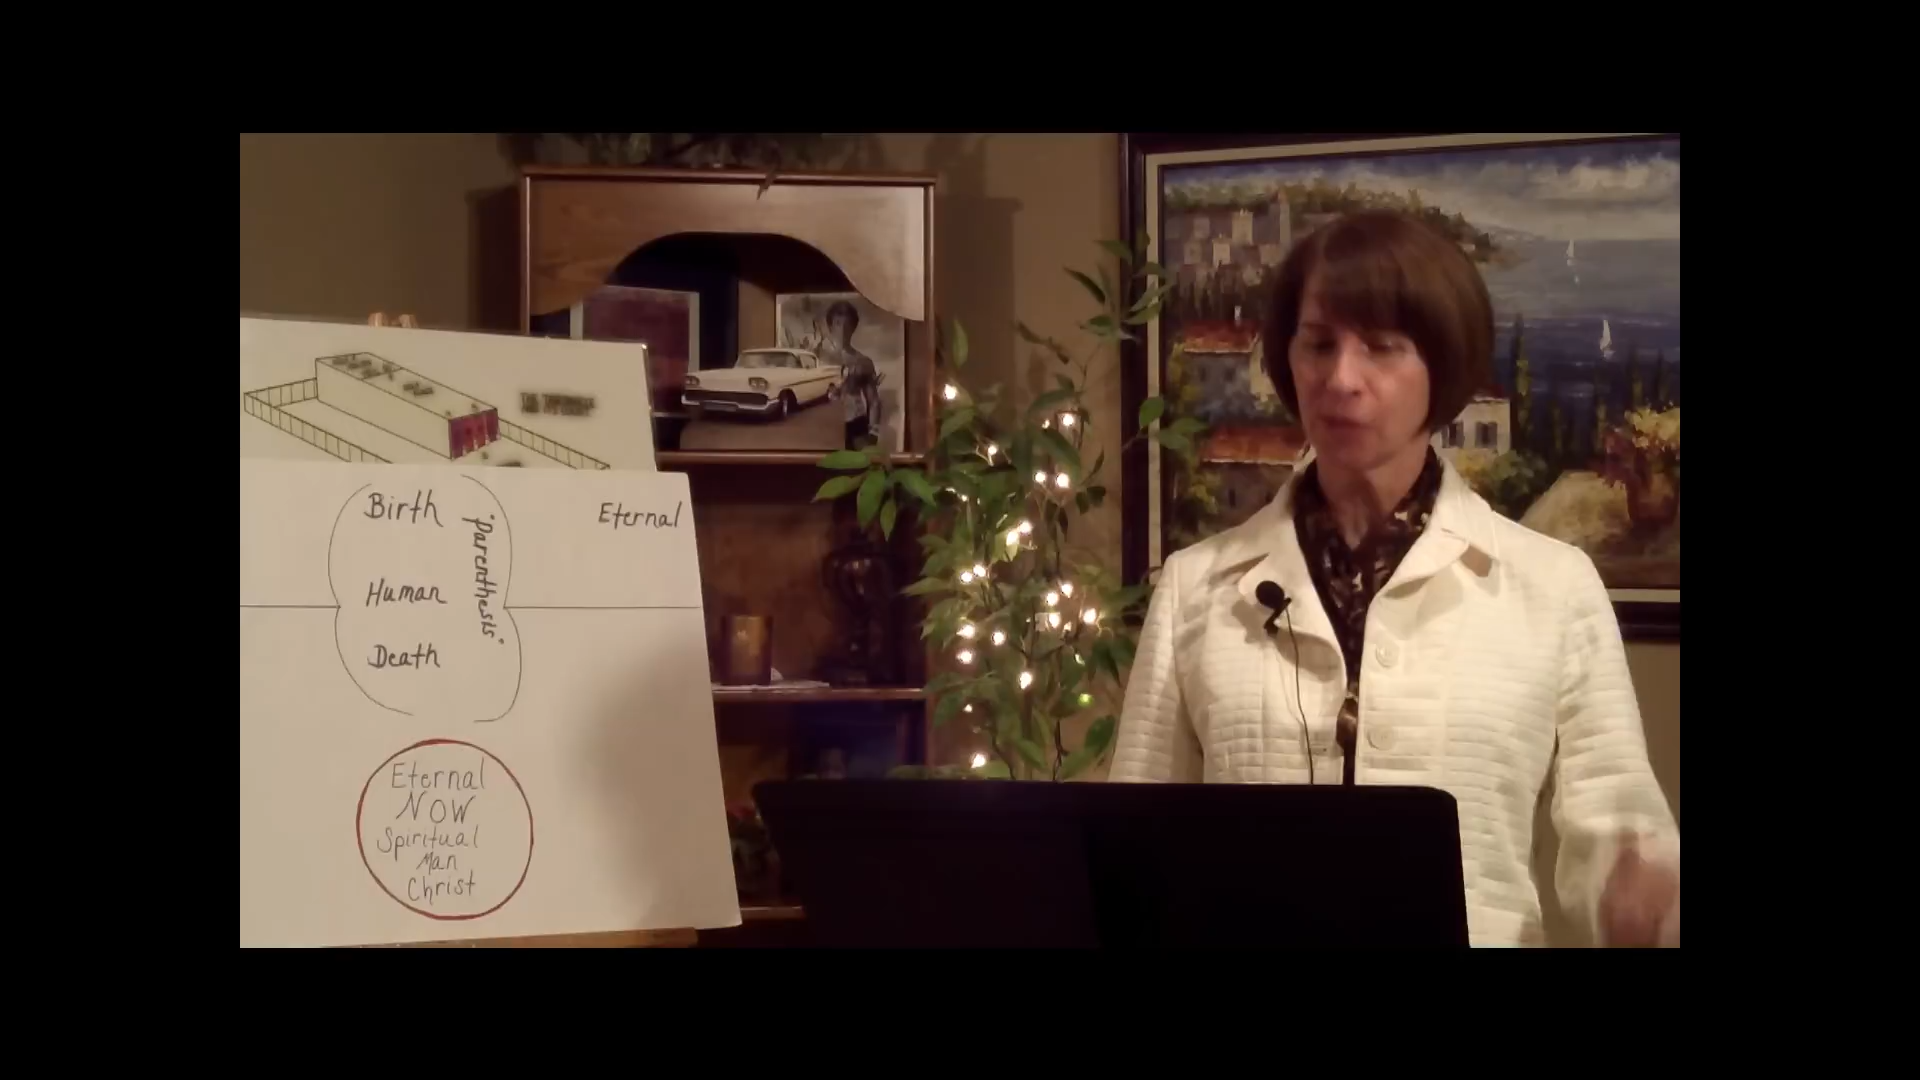 Birth
"Parenthesis"
Eternal
Human
Death
Eternal
NOW
Spiritual
Man
Christ